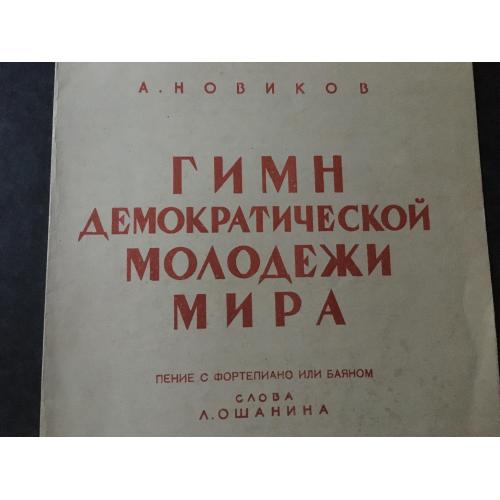 А. НОВИКОВ
ГИМН
ДЕМОКРАТИЧЕСКОЙ
МОЛОДЕЖИ
МИРА
ПЕНИЕ С ФОРТЕПИАНО ИЛИ БАЯНОМ
СЛОВА
Л. ОШАНИНА